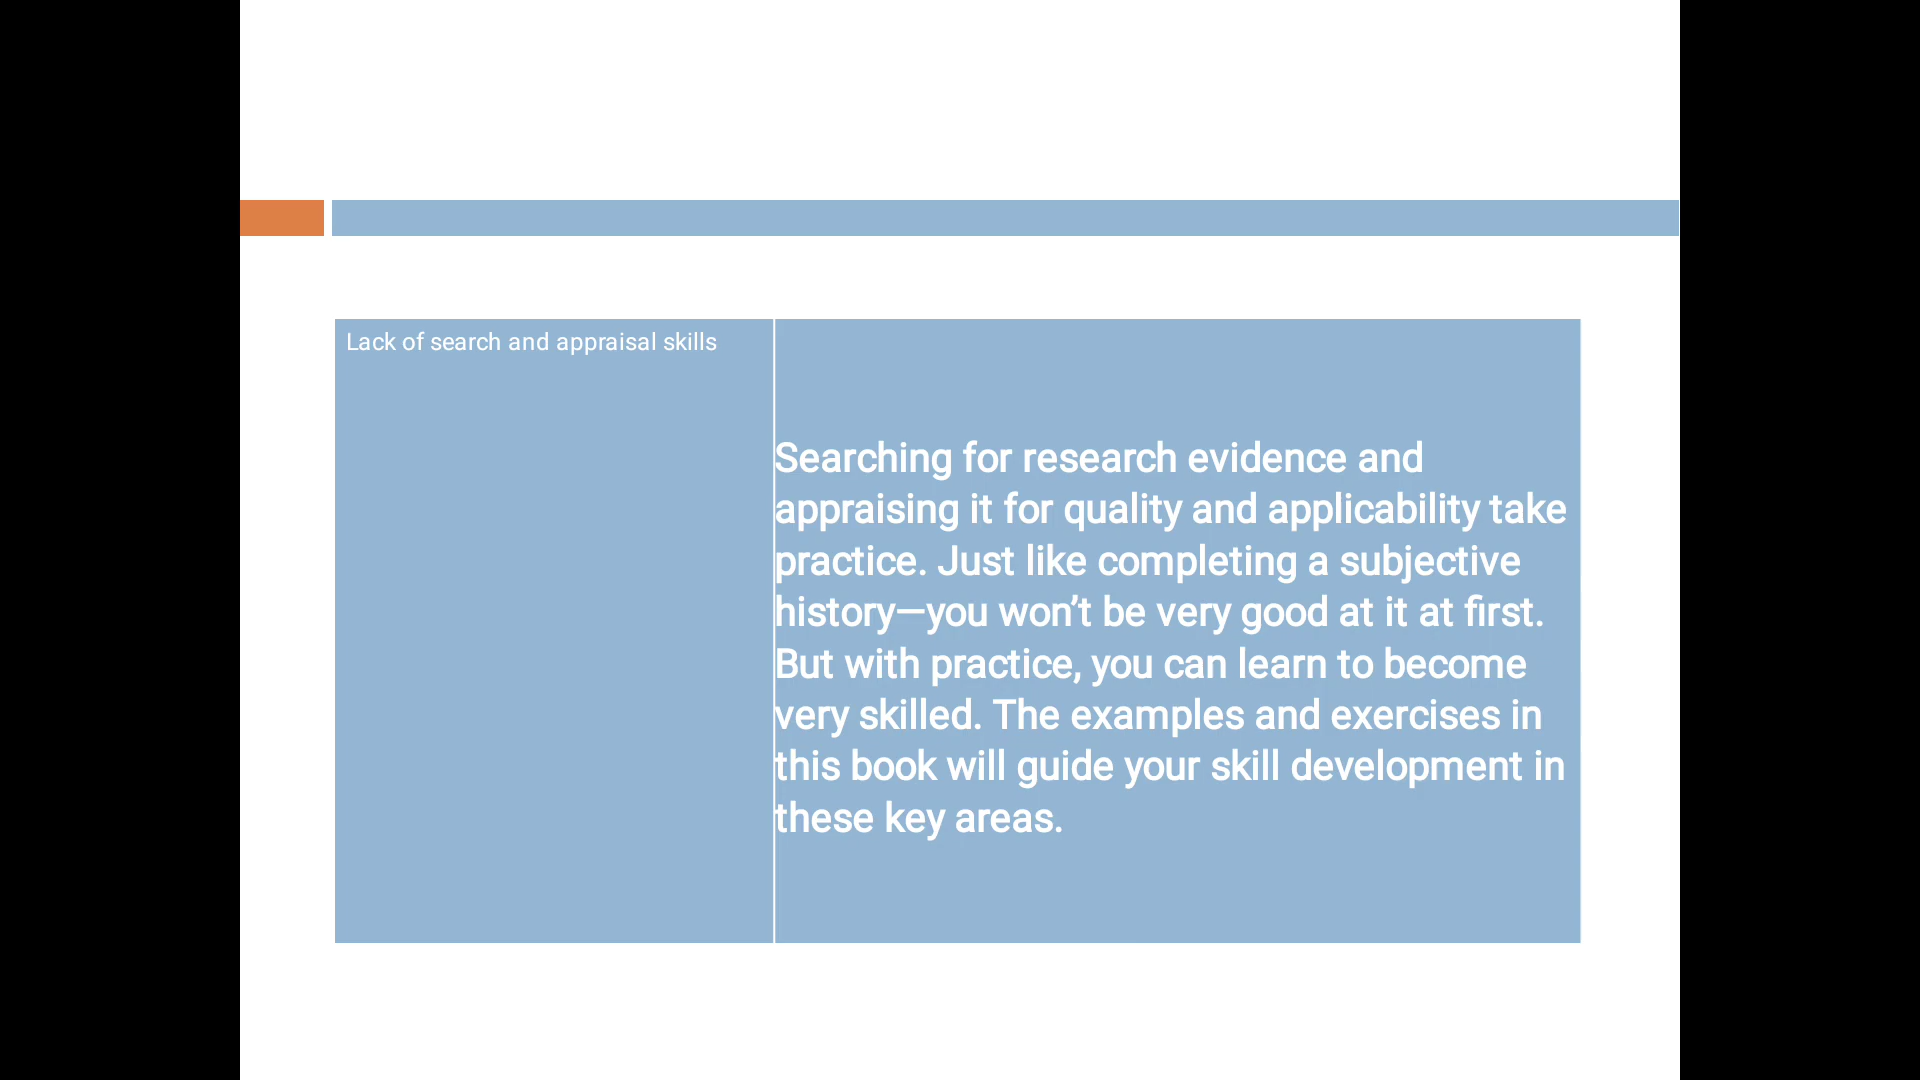 Lack of search and appraisal skills
Searching for research evidence and
appraising it for quality and applicability take
practice. Just like completing a subjective
history—you won’t be very good at it at first.
But with practice, you can learn to become
very skilled. The examples and exercises in
this book will guide your skill development in
these key areas.